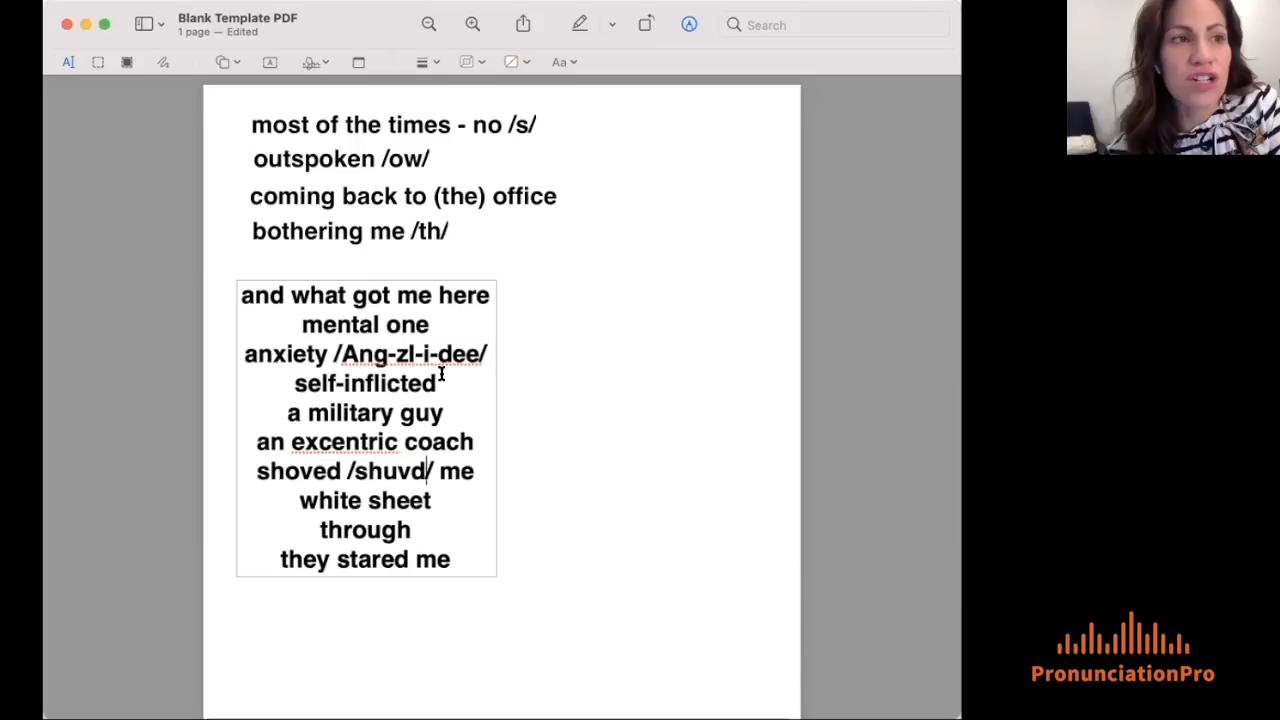 Blank Template PDF
1 page – Edited
Search
Aa
most of the times - no /s/
outspoken /ow/
coming back to (the) office
bothering me /th/
and what got me here
mental one
anxiety /Ang-zI-i-dee/
self-inflicted
a military guy
an excentric coach
shoved /shuvd/ me
white sheet
through
they stared me
PronunciationPro